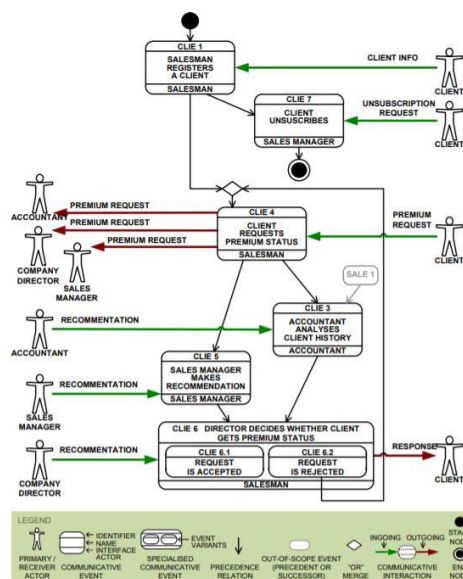 CLIE 1
SALESMAN
REGISTERS
A CLIENT
SALESMAN
CLIENT INFO
CLIENT
CLIE 7
CLIENT
UNSUSCRIBES
SALES MANAGER
UNSUBSCRIPTION
REQUEST
CLIENT
PREMIUM REQUEST
ACCOUNTANT
PREMIUM REQUEST
COMPANY
DIRECTOR
PREMIUM REQUEST
SALES
MANAGER
CLIE 4
CLIENT
REQUESTS
PREMIUM STATUS
SALESMAN
PREMIUM
REQUEST
CLIENT
SALE 1
RECOMMENDATION
ACCOUNTANT
CLIE 3
ACCOUNTANT
ANALYSES
CLIENT HISTORY
ACCOUNTANT
CLIE 5
SALES MANAGER
MAKES
RECOMMENDATION
SALES MANAGER
RECOMMENDATION
SALES
MANAGER
CLIE 6 DIRECTOR DECIDES WHETHER CLIENT
GETS PREMIUM STATUS
CLIE 6.1
REQUEST
IS ACCEPTED
CLIE 6.2
REQUEST
IS REJECTED
SALESMAN
RECOMMENDATION
COMPANY
DIRECTOR
RESPONSE
CLIENT
LEGEND
PRIMARY /
RECEIVER
ACTOR
IDENTIFIER
NAME
INTERFACE
ACTOR
COMMUNICATIVE
EVENT
EVENT
VARIANTS
SPECIALISED
COMMUNICATIVE
EVENT
PRECEDENCE
RELATION
OUT-OF-SCOPE EVENT
(PRECEDENT OR
SUCCESSOR)
"OR"
MERGE
INGOING
OUTGOING
COMMUNICATIVE
INTERACTION
END